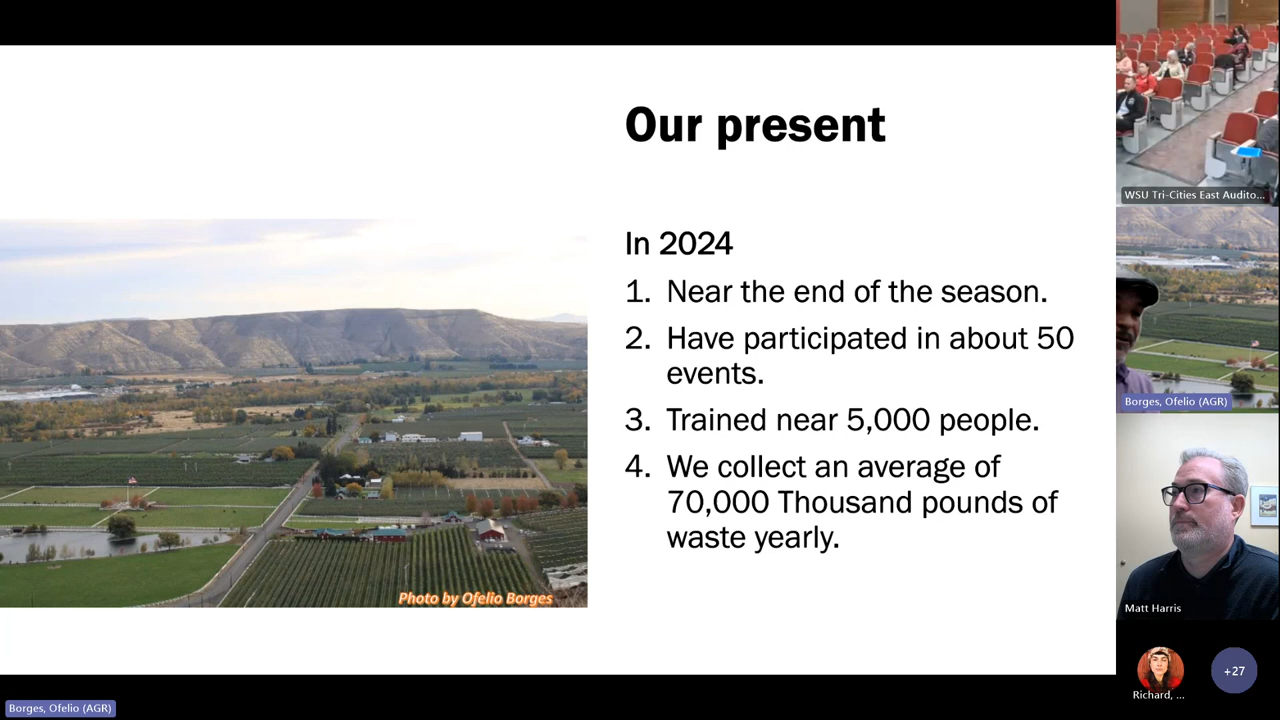 Our present
In 2024
1. Near the end of the season.
2. Have participated in about 50
events.
3. Trained near 5,000 people.
4. We collect an average of
70,000 Thousand pounds of
waste yearly.
Photo by Ofelio Borges
WSU Tri-Cities East Audito...
Borges, Ofelio (AGR)
Matt Harris
Richard, ...
+27
Borges, Ofelio (AGR)